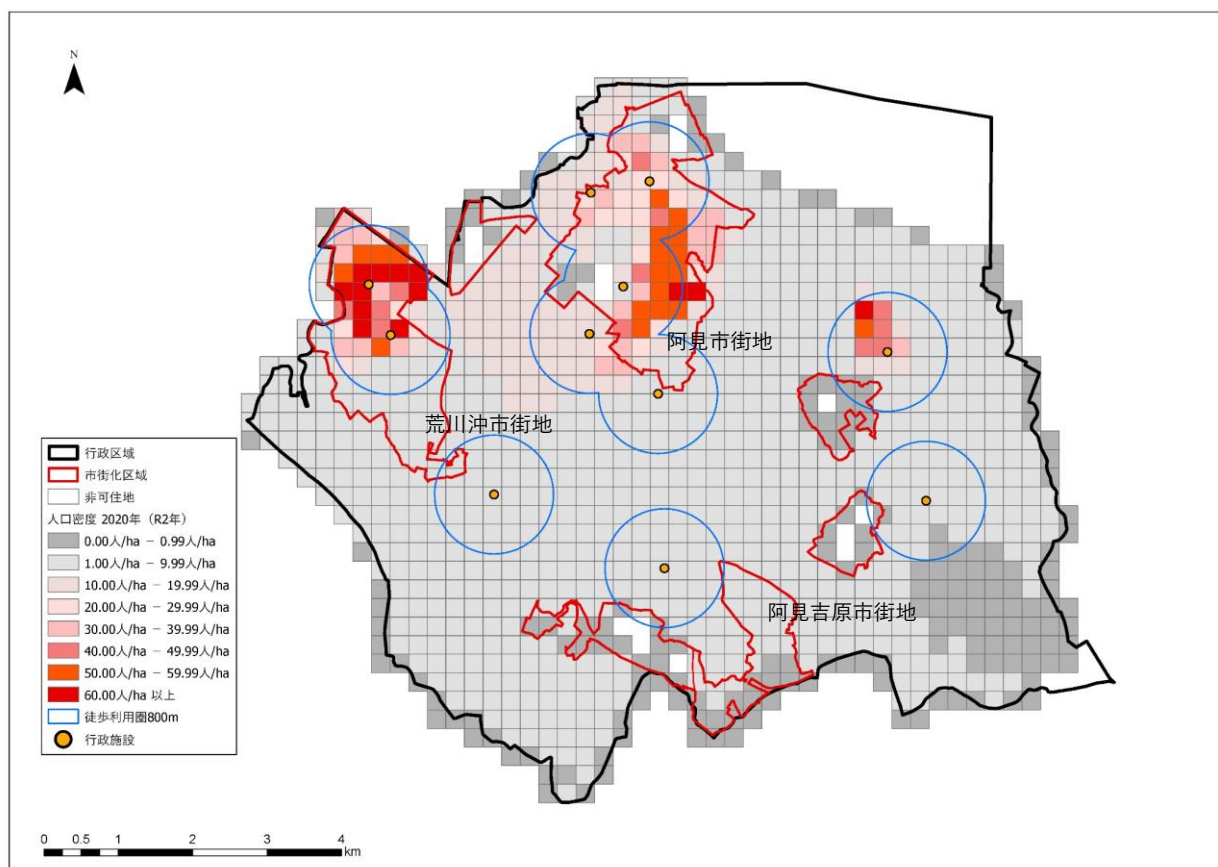 N
阿見市街地
荒川沖市街地
阿見吉原市街地
行政区域
市街化区域
非可住地
人口密度 2020年（R2年）
0.00人/ha － 0.99人/ha
1.00人/ha － 9.99人/ha
10.00人/ha － 19.99人/ha
20.00人/ha － 29.99人/ha
30.00人/ha － 39.99人/ha
40.00人/ha － 49.99人/ha
50.00人/ha － 59.99人/ha
60.00人/ha 以上
徒歩利用圏800m
行政施設
0 0.5 1 2 3 4
km